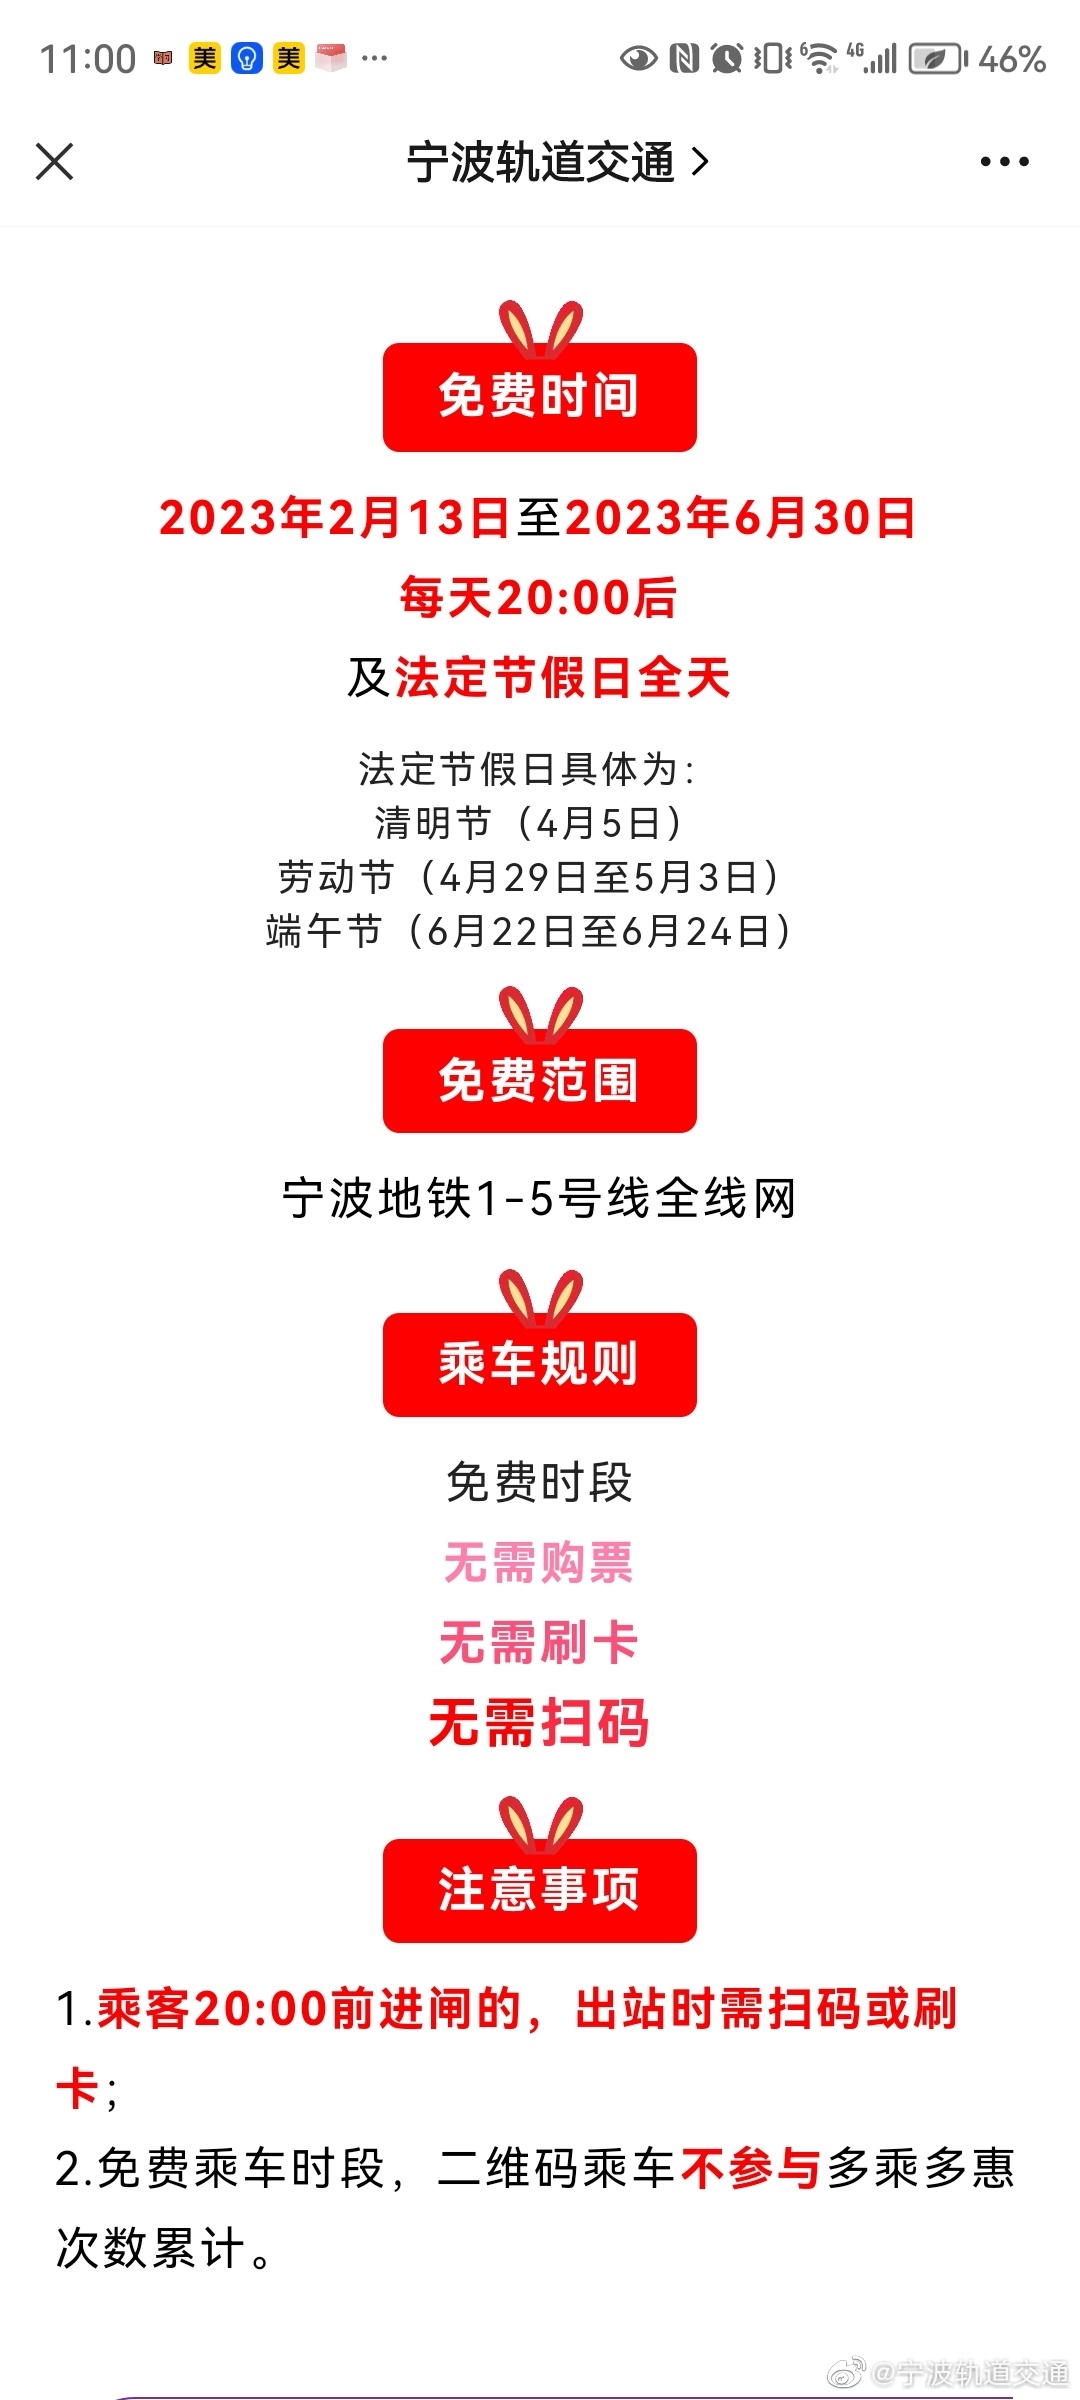 11:00
美
美
6
4G
46%
宁波轨道交通
免费时间
2023年2月13日至2023年6月30日
每天20:00后
及法定节假日全天
法定节假日具体为:
清明节（4月5日）
劳动节（4月29日至5月3日）
端午节（6月22日至6月24日）
免费范围
宁波地铁1-5号线全线网
乘车规则
免费时段
无需购票
无需刷卡
无需扫码
注意事项
1.乘客20:00前进闸的，出站时需扫码或刷
卡；
2.免费乘车时段，二维码乘车不参与多乘多惠
次数累计。
@宁波轨道交通